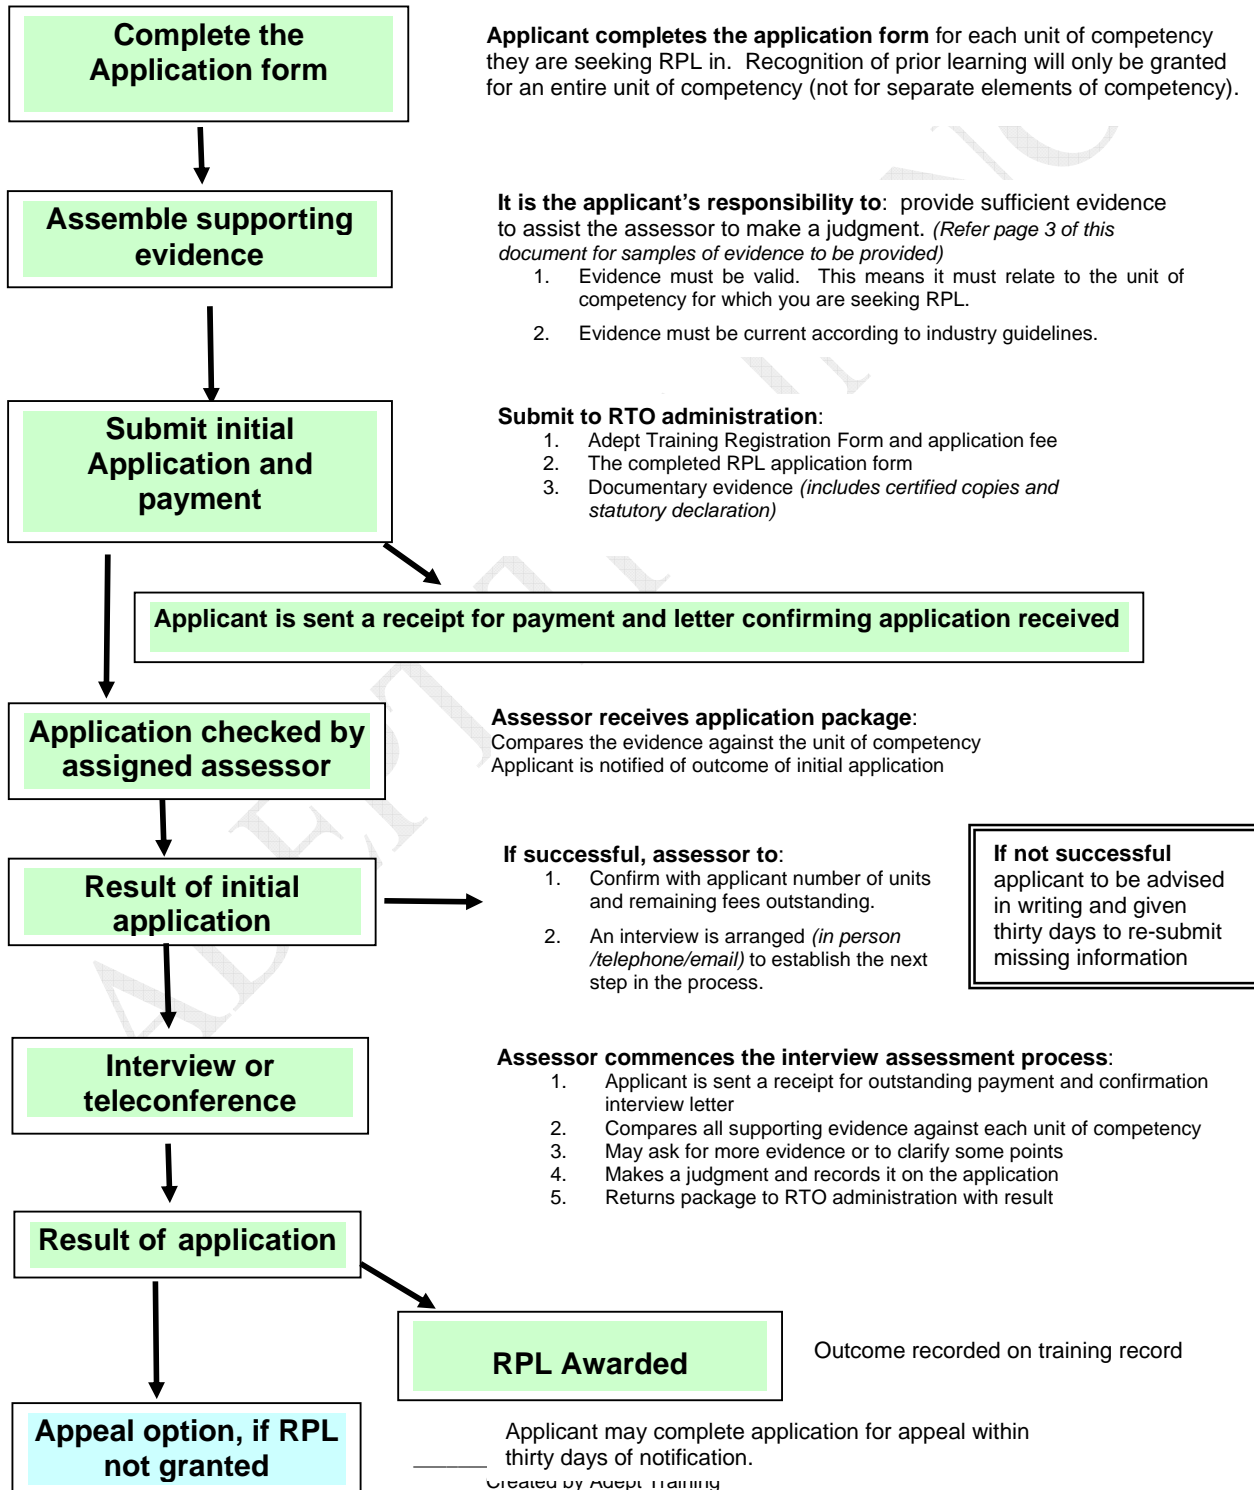 Complete the
Application form
Applicant completes the application form for each unit of competency
they are seeking RPL in. Recognition of prior learning will only be granted
for an entire unit of competency (not for separate elements of competency).
Assemble supporting
evidence
It is the applicant's responsibility to: provide sufficient evidence
to assist the assessor to make a judgment. (Refer page 3 of this
document for samples of evidence to be provided)
1. Evidence must be valid. This means it must relate to the unit of
competency for which you are seeking RPL.
2. Evidence must be current according to industry guidelines.
Submit initial
Application and
payment
Submit to RTO administration:
1. Adept Training Registration Form and application fee
2. The completed RPL application form
3. Documentary evidence (includes certified copies and
statutory declaration)
Applicant is sent a receipt for payment and letter confirming application received
Application checked by
assigned assessor
Assessor receives application package:
Compares the evidence against the unit of competency
Applicant is notified of outcome of initial application
Result of initial
application
If successful, assessor to:
1. Confirm with applicant number of units
and remaining fees outstanding.
2. An interview is arranged (in person
/telephone/email) to establish the next
step in the process.
If not successful
applicant to be advised
in writing and given
thirty days to re-submit
missing information
Interview or
teleconference
Assessor commences the interview assessment process:
1. Applicant is sent a receipt for outstanding payment and confirmation
interview letter
2. Compares all supporting evidence against each unit of competency
3. May ask for more evidence or to clarify some points
4. Makes a judgment and records it on the application
5. Returns package to RTO administration with result
Result of application
RPL Awarded
Outcome recorded on training record
Appeal option, if RPL
not granted
Applicant may complete application for appeal within
thirty days of notification.
Created by Adept Training